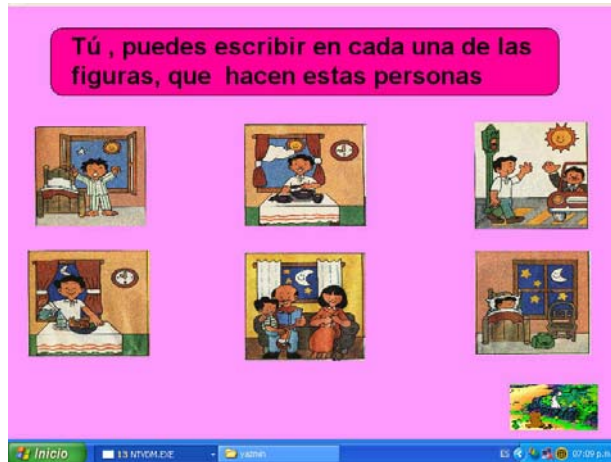 Tú , puedes escribir en cada una de las
figuras, que hacen estas personas
Inicio
13 NTVDM.EXE
yazmin
ES
07:09 p.m.